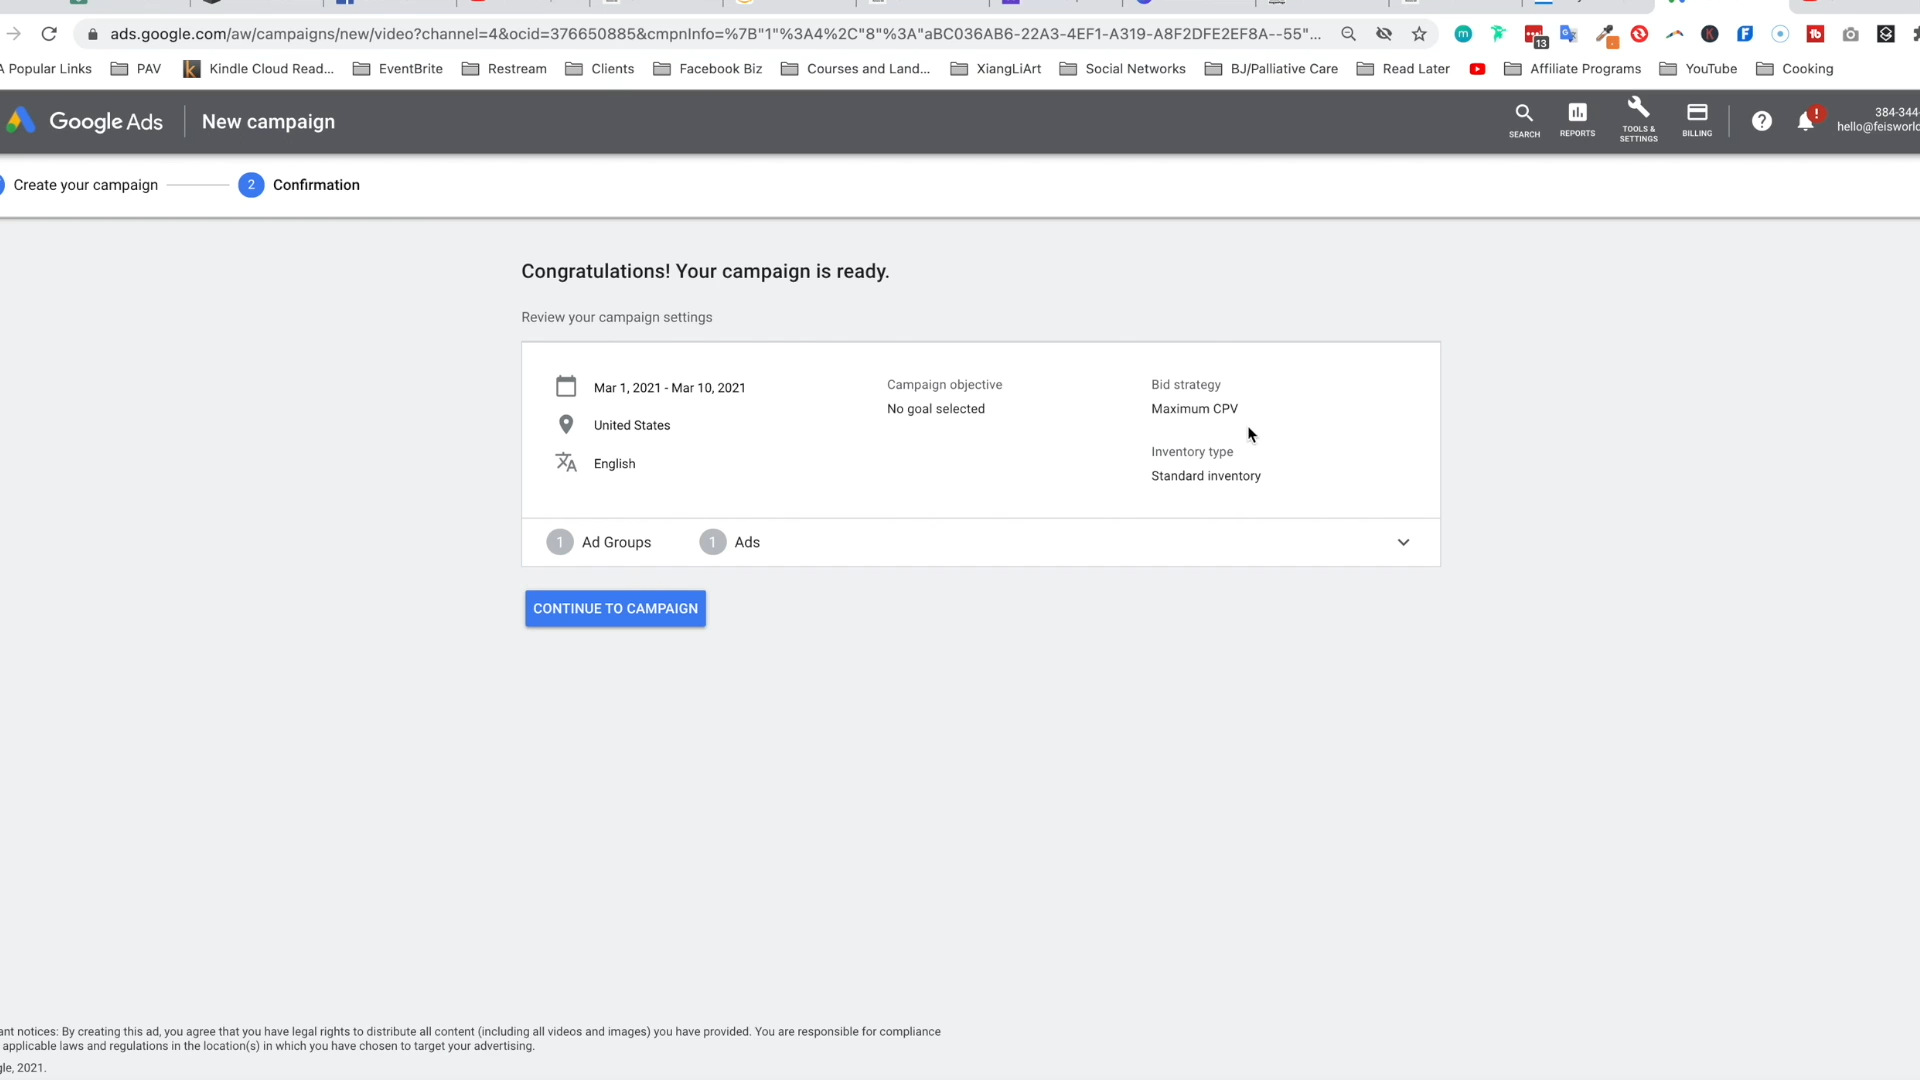 ads.google.com/aw/campaigns/new/video?channel=4&ocid=376650885&cmpnInfo=%7B"1"%3A4%2C"8"%3A"aBC036AB6-22A3-4EF1-A319-A8F2DFE2EF8A--55"...
13
A Popular Links PAV Kindle Cloud Read... EventBrite Restream Clients Facebook Biz Courses and Land... XiangLiArt Social Networks BJ/Palliative Care Read Later Affiliate Programs YouTube Cooking
Google Ads New campaign
SEARCH REPORTS TOOLS & SETTINGS BILLING
384-344-
hello@feisworld
Create your campaign 2 Confirmation
Congratulations! Your campaign is ready.
Review your campaign settings
Mar 1, 2021 - Mar 10, 2021
United States
English
Campaign objective
No goal selected
Bid strategy
Maximum CPV
Inventory type
Standard inventory
1 Ad Groups 1 Ads
CONTINUE TO CAMPAIGN
ant notices: By creating this ad, you agree that you have legal rights to distribute all content (including all videos and images) you have provided. You are responsible for compliance
applicable laws and regulations in the location(s) in which you have chosen to target your advertising.
gle, 2021.